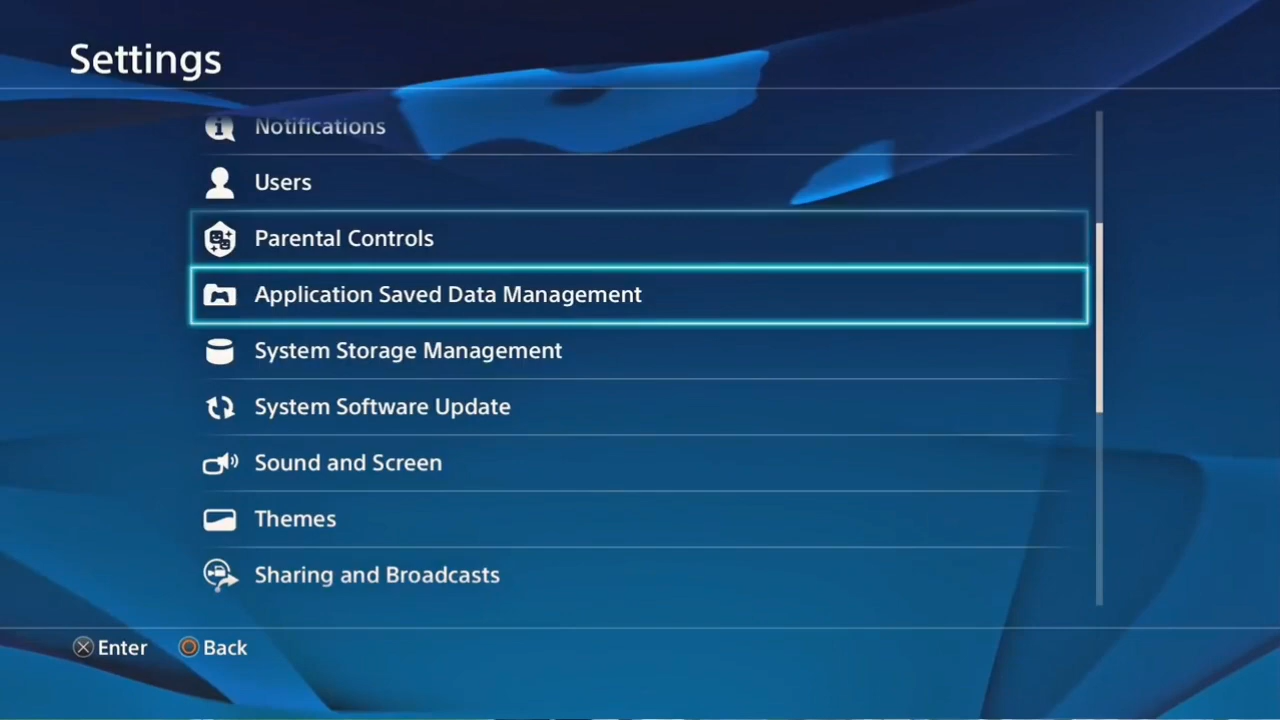 Settings
Notifications
Users
Parental Controls
Application Saved Data Management
System Storage Management
System Software Update
Sound and Screen
Themes
Sharing and Broadcasts
Enter Back